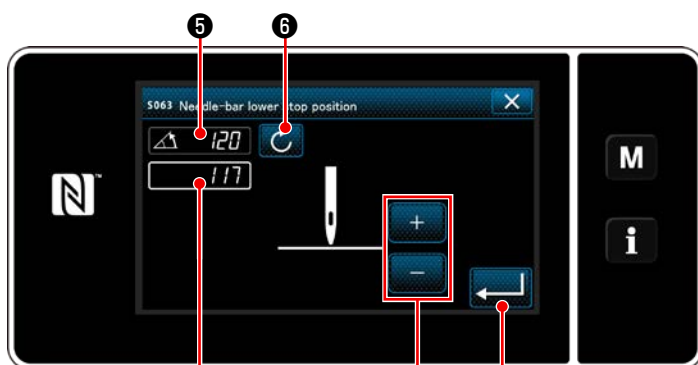 ❺ ❻
S063 Needle-bar lower stop position
120
117
+
−
M
i
N